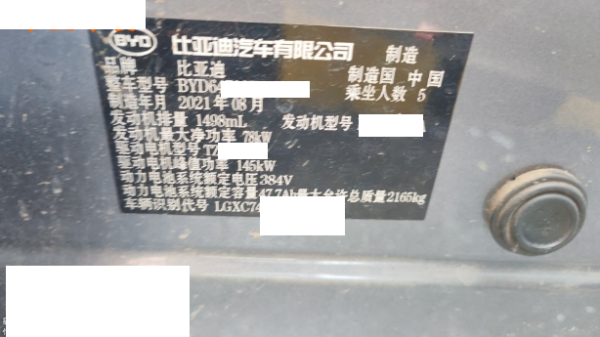 BYD 比亚迪汽车有限公司 制造
品牌 比亚迪 制造国 中国
整车型号 BYD64 乘坐人数 5
制造年月 2021年08月
发动机排量 1498mL 发动机型号
发动机最大净功率 78kW
驱动电机型号 TZ
驱动电机峰值功率 145kW
动力电池系统额定电压 384V
动力电池系统额定容量 47.7Ah 最大允许总质量 2165kg
车辆识别代号 LGXC74